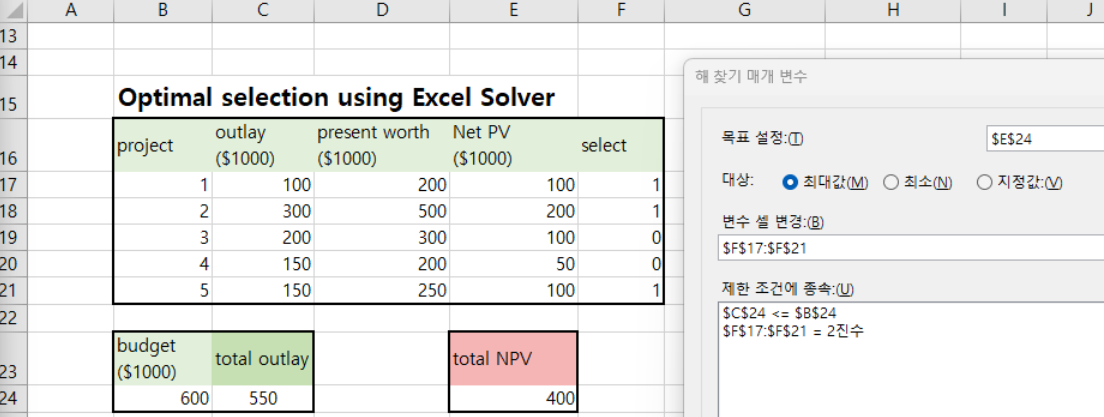 A B C D E F G H I J
13
14
15 Optimal selection using Excel Solver
16 project outlay ($1000) present worth ($1000) Net PV ($1000) select
17 1 100 200 100 1
18 2 300 500 200 1
19 3 200 300 100 0
20 4 150 200 50 0
21 5 150 250 100 1
22
23 budget ($1000) total outlay total NPV
24 600 550 400
해 찾기 매개 변수
목표 설정:(T) $E$24
대상: 최대값(M) 최소(N) 지정값:(V)
변수 셀 변경:(B)
$F$17:$F$21
제한 조건에 종속:(U)
$C$24 <= $B$24
$F$17:$F$21 = 2진수